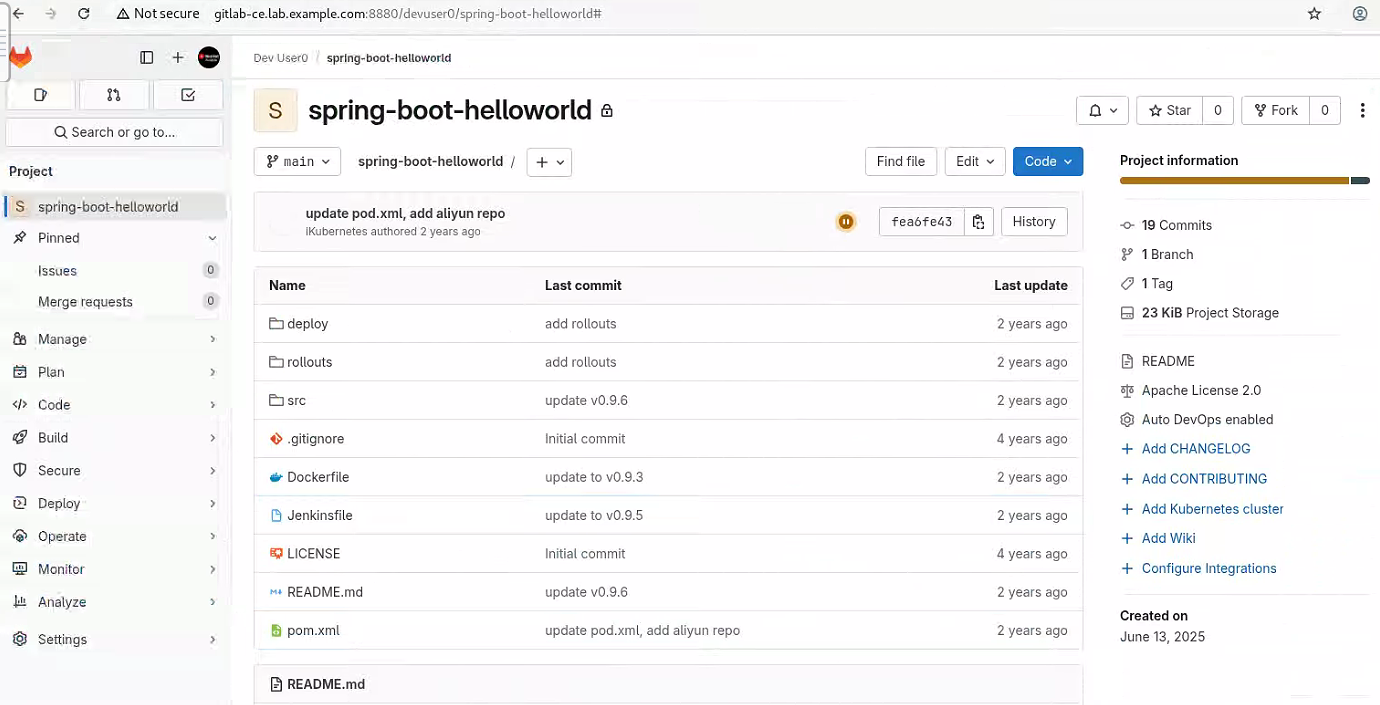 Not secure gitlab-ce.lab.example.com:8880/devuser0/spring-boot-helloworld#
Dev User0 / spring-boot-helloworld
Search or go to...
Project
S spring-boot-helloworld
Pinned
Issues 0
Merge requests 0
Manage
Plan
Code
Build
Secure
Deploy
Operate
Monitor
Analyze
Settings
S spring-boot-helloworld
Star 0 Fork 0
main spring-boot-helloworld / +
Find file Edit Code
update pod.xml, add aliyun repo
iKubernetes authored 2 years ago
fea6fe43 History
Name Last commit Last update
deploy add rollouts 2 years ago
rollouts add rollouts 2 years ago
src update v0.9.6 2 years ago
.gitignore Initial commit 4 years ago
Dockerfile update to v0.9.3 2 years ago
Jenkinsfile update to v0.9.5 2 years ago
LICENSE Initial commit 4 years ago
README.md update v0.9.6 2 years ago
pom.xml update pod.xml, add aliyun repo 2 years ago
README.md
Project information
19 Commits
1 Branch
1 Tag
23 KiB Project Storage
README
Apache License 2.0
Auto DevOps enabled
+ Add CHANGELOG
+ Add CONTRIBUTING
+ Add Kubernetes cluster
+ Add Wiki
+ Configure Integrations
Created on
June 13, 2025